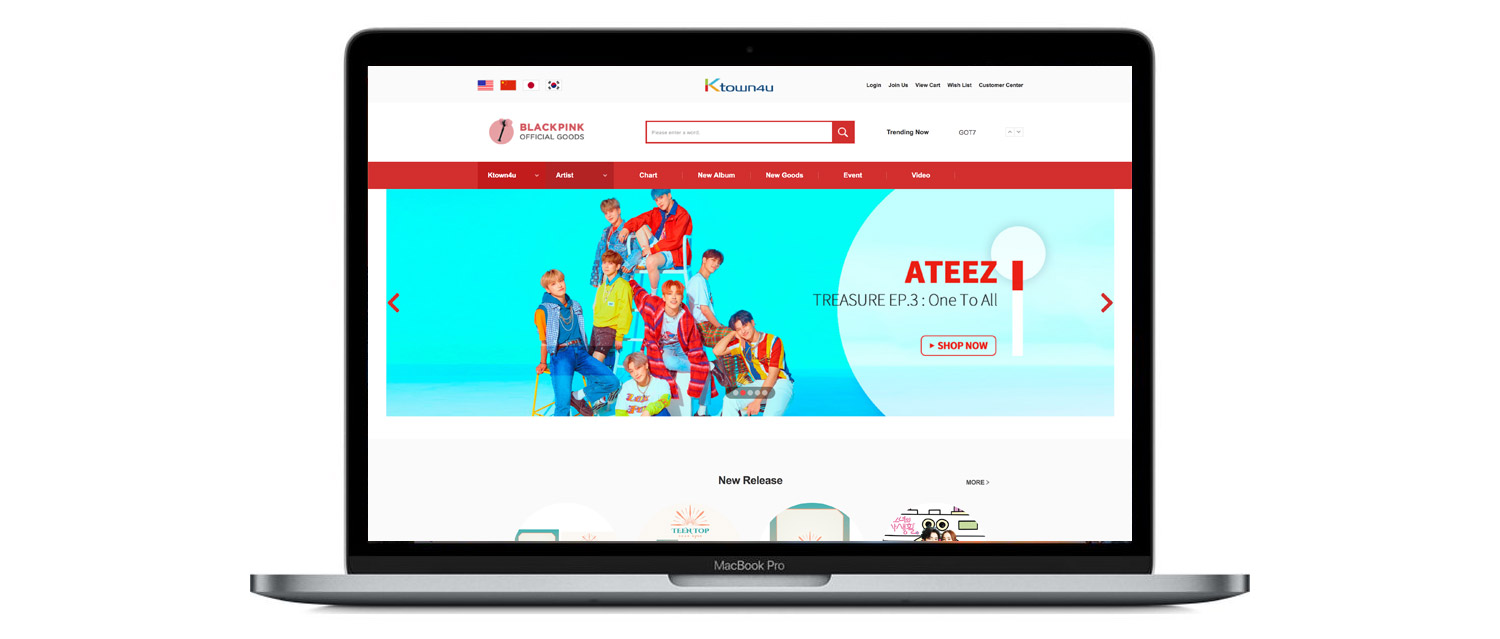 Ktown4u
Login Join Us View Cart Wish List Customer Center
BLACKPINK
OFFICIAL GOODS
Please enter a word.
Trending Now GOT7
Ktown4u Artist Chart New Album New Goods Event Video
ATEEZ
TREASURE EP.3 : One To All
SHOP NOW
New Release
MORE >
TEEN TOP
MacBook Pro